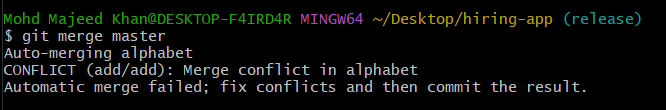 Mohd Majeed Khan@DESKTOP-F4IRD4R MINGW64 ~/Desktop/hiring-app (release)
$ git merge master
Auto-merging alphabet
CONFLICT (add/add): Merge conflict in alphabet
Automatic merge failed; fix conflicts and then commit the result.